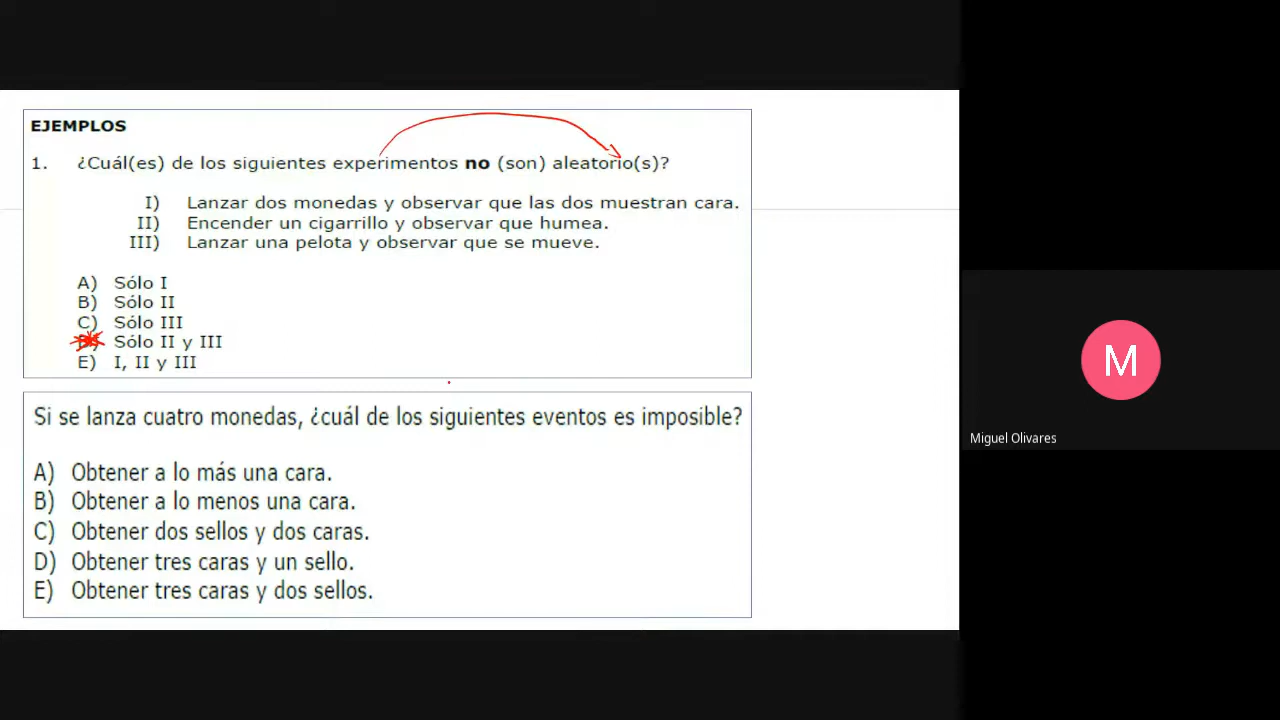 EJEMPLOS
1. ¿Cuál(es) de los siguientes experimentos no (son) aleatorio(s)?
I) Lanzar dos monedas y observar que las dos muestran cara.
II) Encender un cigarrillo y observar que humea.
III) Lanzar una pelota y observar que se mueve.
A) Sólo I
B) Sólo II
C) Sólo III
D) Sólo II y III
E) I, II y III
Si se lanza cuatro monedas, ¿cuál de los siguientes eventos es imposible?
A) Obtener a lo más una cara.
B) Obtener a lo menos una cara.
C) Obtener dos sellos y dos caras.
D) Obtener tres caras y un sello.
E) Obtener tres caras y dos sellos.
M
Miguel Olivares